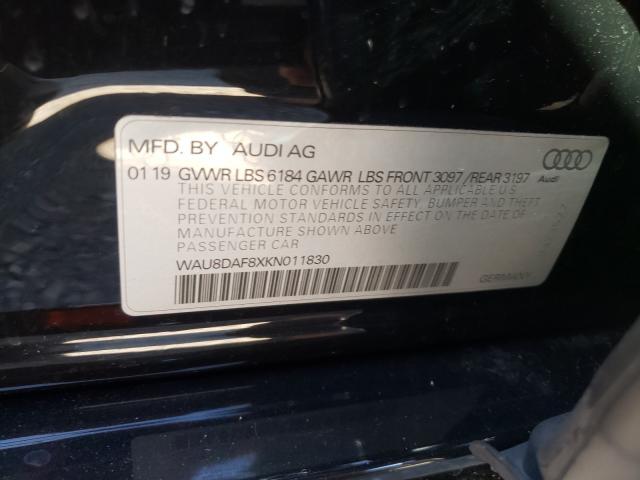 MFD. BY AUDI AG
01 19 GVWR LBS 6184 GAWR LBS FRONT 3097 / REAR 3197
Audi
THIS VEHICLE CONFORMS TO ALL APPLICABLE U.S.
FEDERAL MOTOR VEHICLE SAFETY, BUMPER AND THEFT
PREVENTION STANDARDS IN EFFECT ON THE DATE OF
MANUFACTURE SHOWN ABOVE
PASSENGER CAR
WAU8DAF8XKN011830
GERMANY